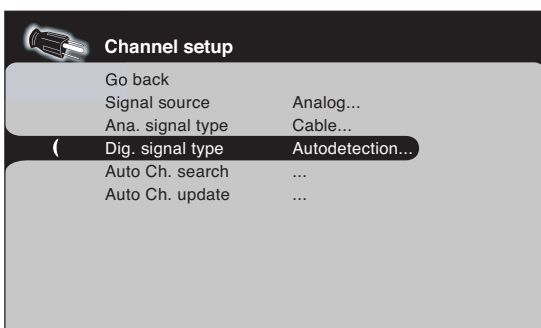 Channel setup
Go back
Signal source Analog...
Ana. signal type Cable...
Dig. signal type Autodetection...
Auto Ch. search ...
Auto Ch. update ...